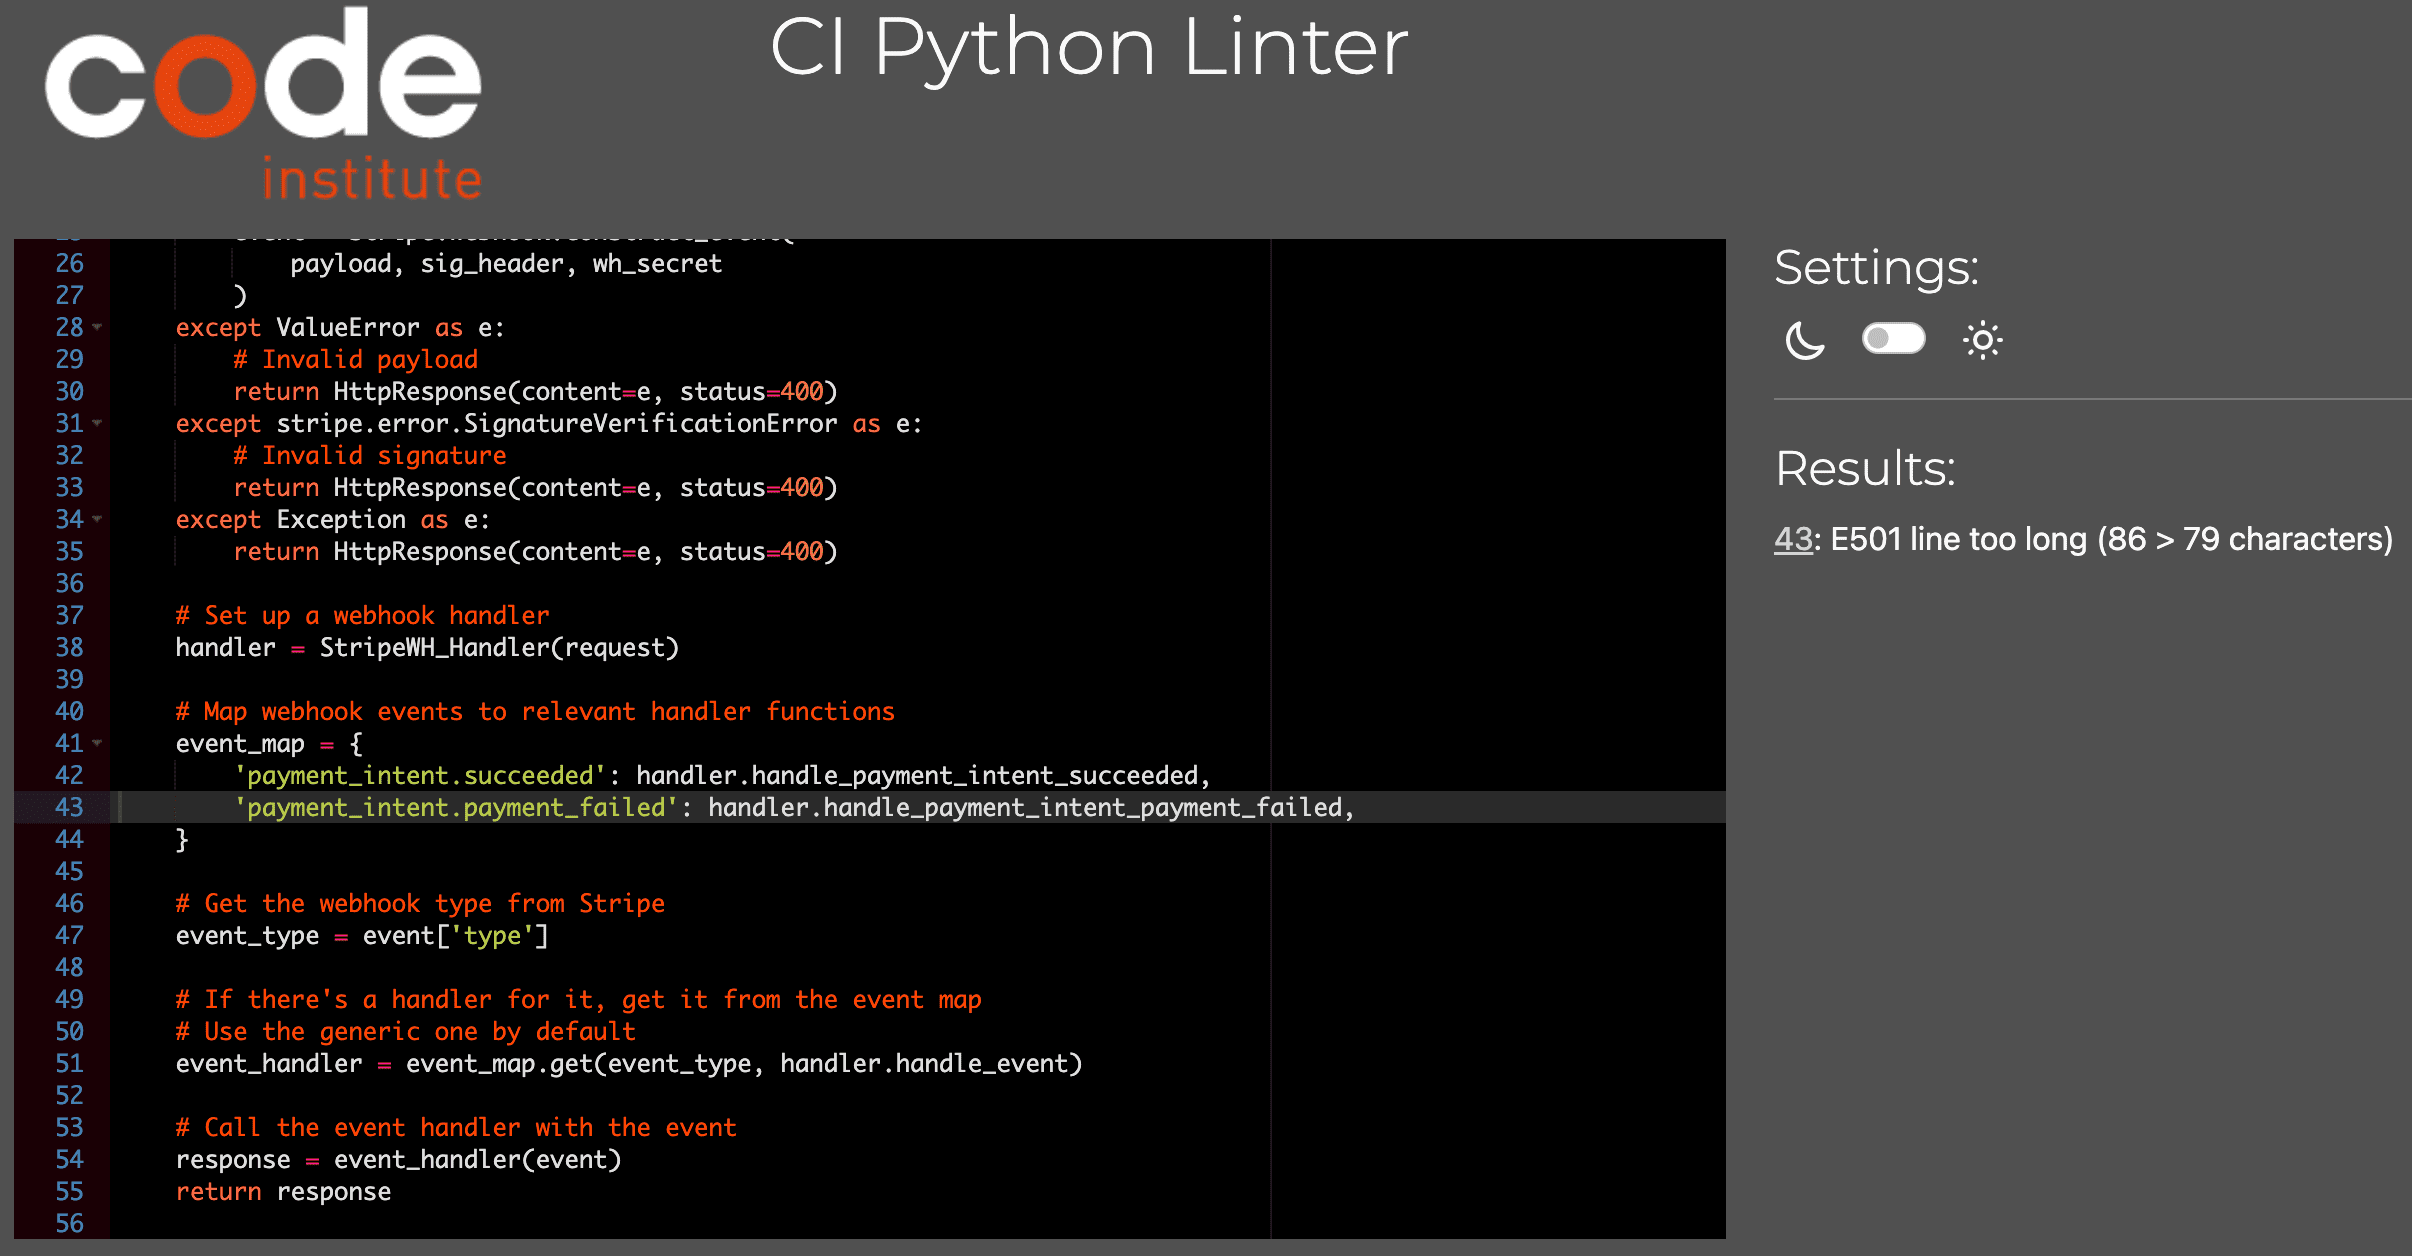 code
institute
CI Python Linter
26 payload, sig_header, wh_secret
27 )
28 except ValueError as e:
29 # Invalid payload
30 return HttpResponse(content=e, status=400)
31 except stripe.error.SignatureVerificationError as e:
32 # Invalid signature
33 return HttpResponse(content=e, status=400)
34 except Exception as e:
35 return HttpResponse(content=e, status=400)
36
37 # Set up a webhook handler
38 handler = StripeWH_Handler(request)
39
40 # Map webhook events to relevant handler functions
41 event_map = {
42 'payment_intent.succeeded': handler.handle_payment_intent_succeeded,
43 'payment_intent.payment_failed': handler.handle_payment_intent_payment_failed,
44 }
45
46 # Get the webhook type from Stripe
47 event_type = event['type']
48
49 # If there's a handler for it, get it from the event map
50 # Use the generic one by default
51 event_handler = event_map.get(event_type, handler.handle_event)
52
53 # Call the event handler with the event
54 response = event_handler(event)
55 return response
56
Settings:
Results:
43: E501 line too long (86 > 79 characters)